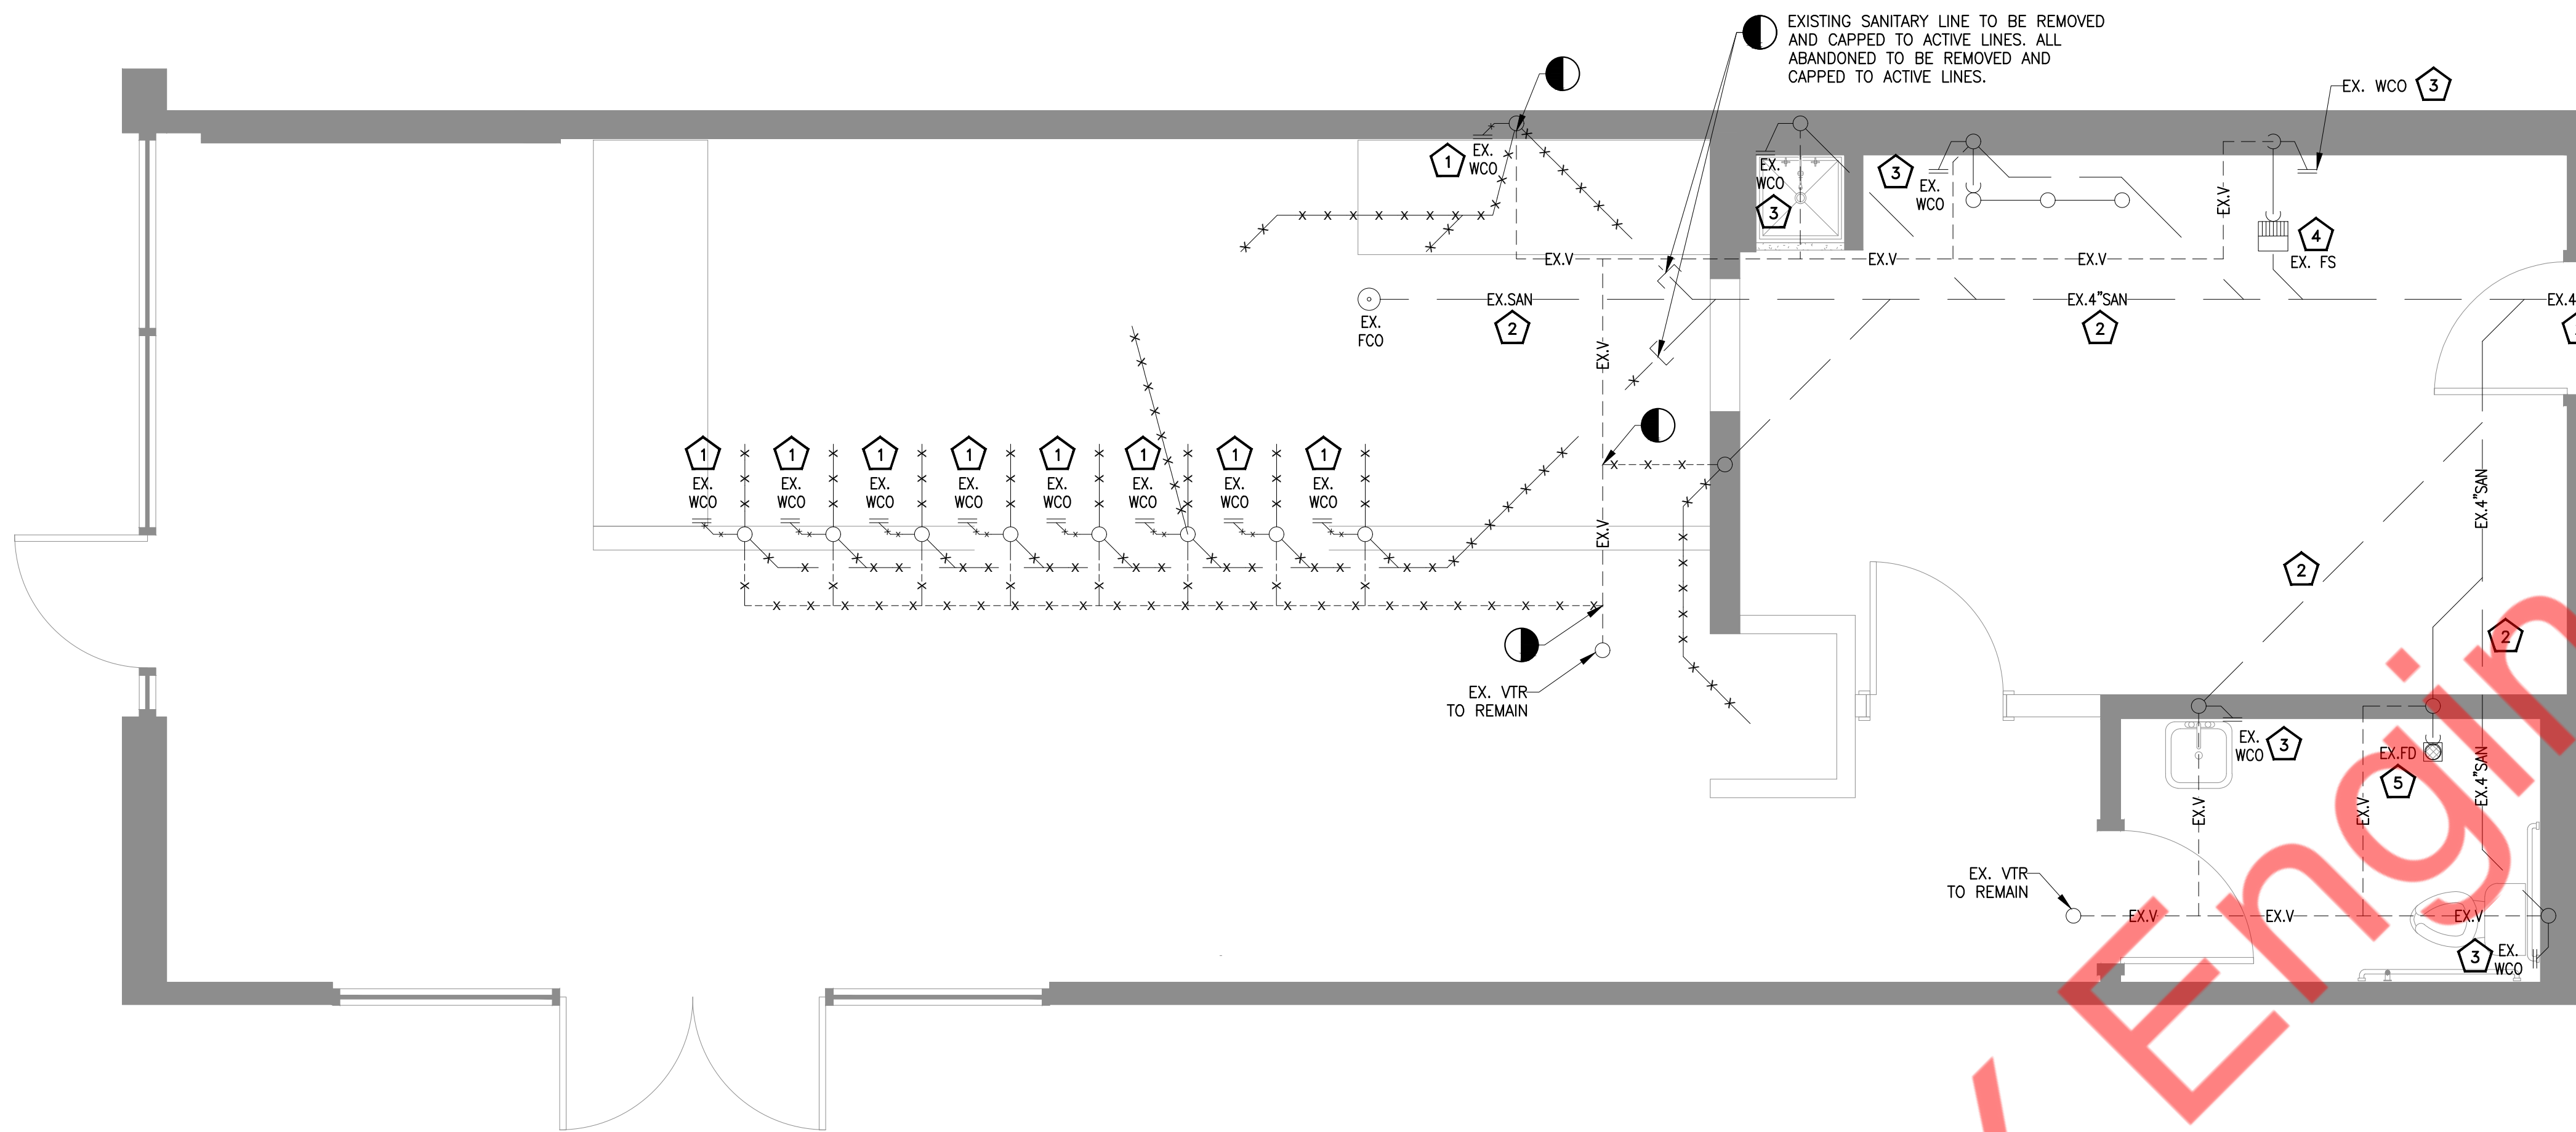 EXISTING SANITARY LINE TO BE REMOVED
AND CAPPED TO ACTIVE LINES. ALL
ABANDONED TO BE REMOVED AND
CAPPED TO ACTIVE LINES.
EX. WCO 3
1 EX.
WCO
EX.
WCO
3
3
EX.
WCO
EX.V
4
EX. FS
EX.V
EX.V
EX.V
EX.
FCO
EX.SAN
2
EX.4"SAN
2
EX.4
EX.V
1
EX.
WCO
1
EX.
WCO
1
EX.
WCO
1
EX.
WCO
1
EX.
WCO
1
EX.
WCO
1
EX.
WCO
1
EX.
WCO
EX.V
EX.4"SAN
2
2
EX. VTR
TO REMAIN
EX.
WCO
3
EX.FD
5
EX.4"SAN
EX.V
EX.V
EX. VTR
TO REMAIN
EX.V
EX.V
EX.V
3
EX.
WCO
Engin